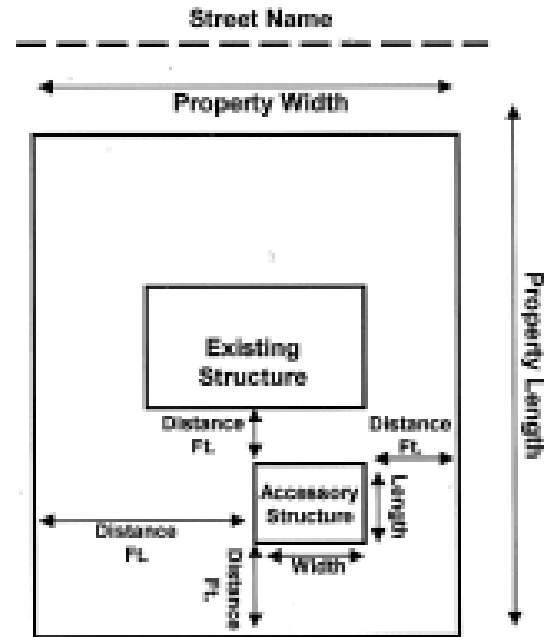 Street Name
Property Width
Property Length
Existing
Structure
Distance
Ft.
Distance
Ft.
Accessory
Structure
Length
Distance
Ft.
Width
Distance
Ft.